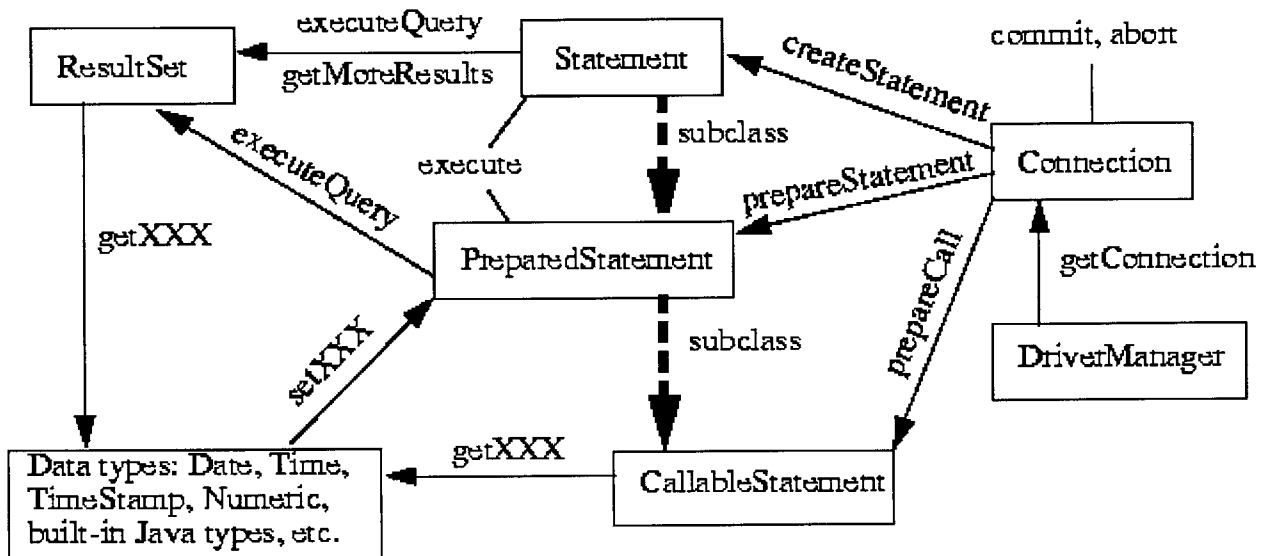 executeQuery
commit, abort
ResultSet
Statement
createStatement
getMoreResults
subclass
executeQuery
execute
prepareStatement
Connection
getXXX
PreparedStatement
getConnection
prepareCall
setXXX
subclass
DriverManager
getXXX
Data types: Date, Time,
TimeStamp, Numeric,
built-in Java types, etc.
CallableStatement